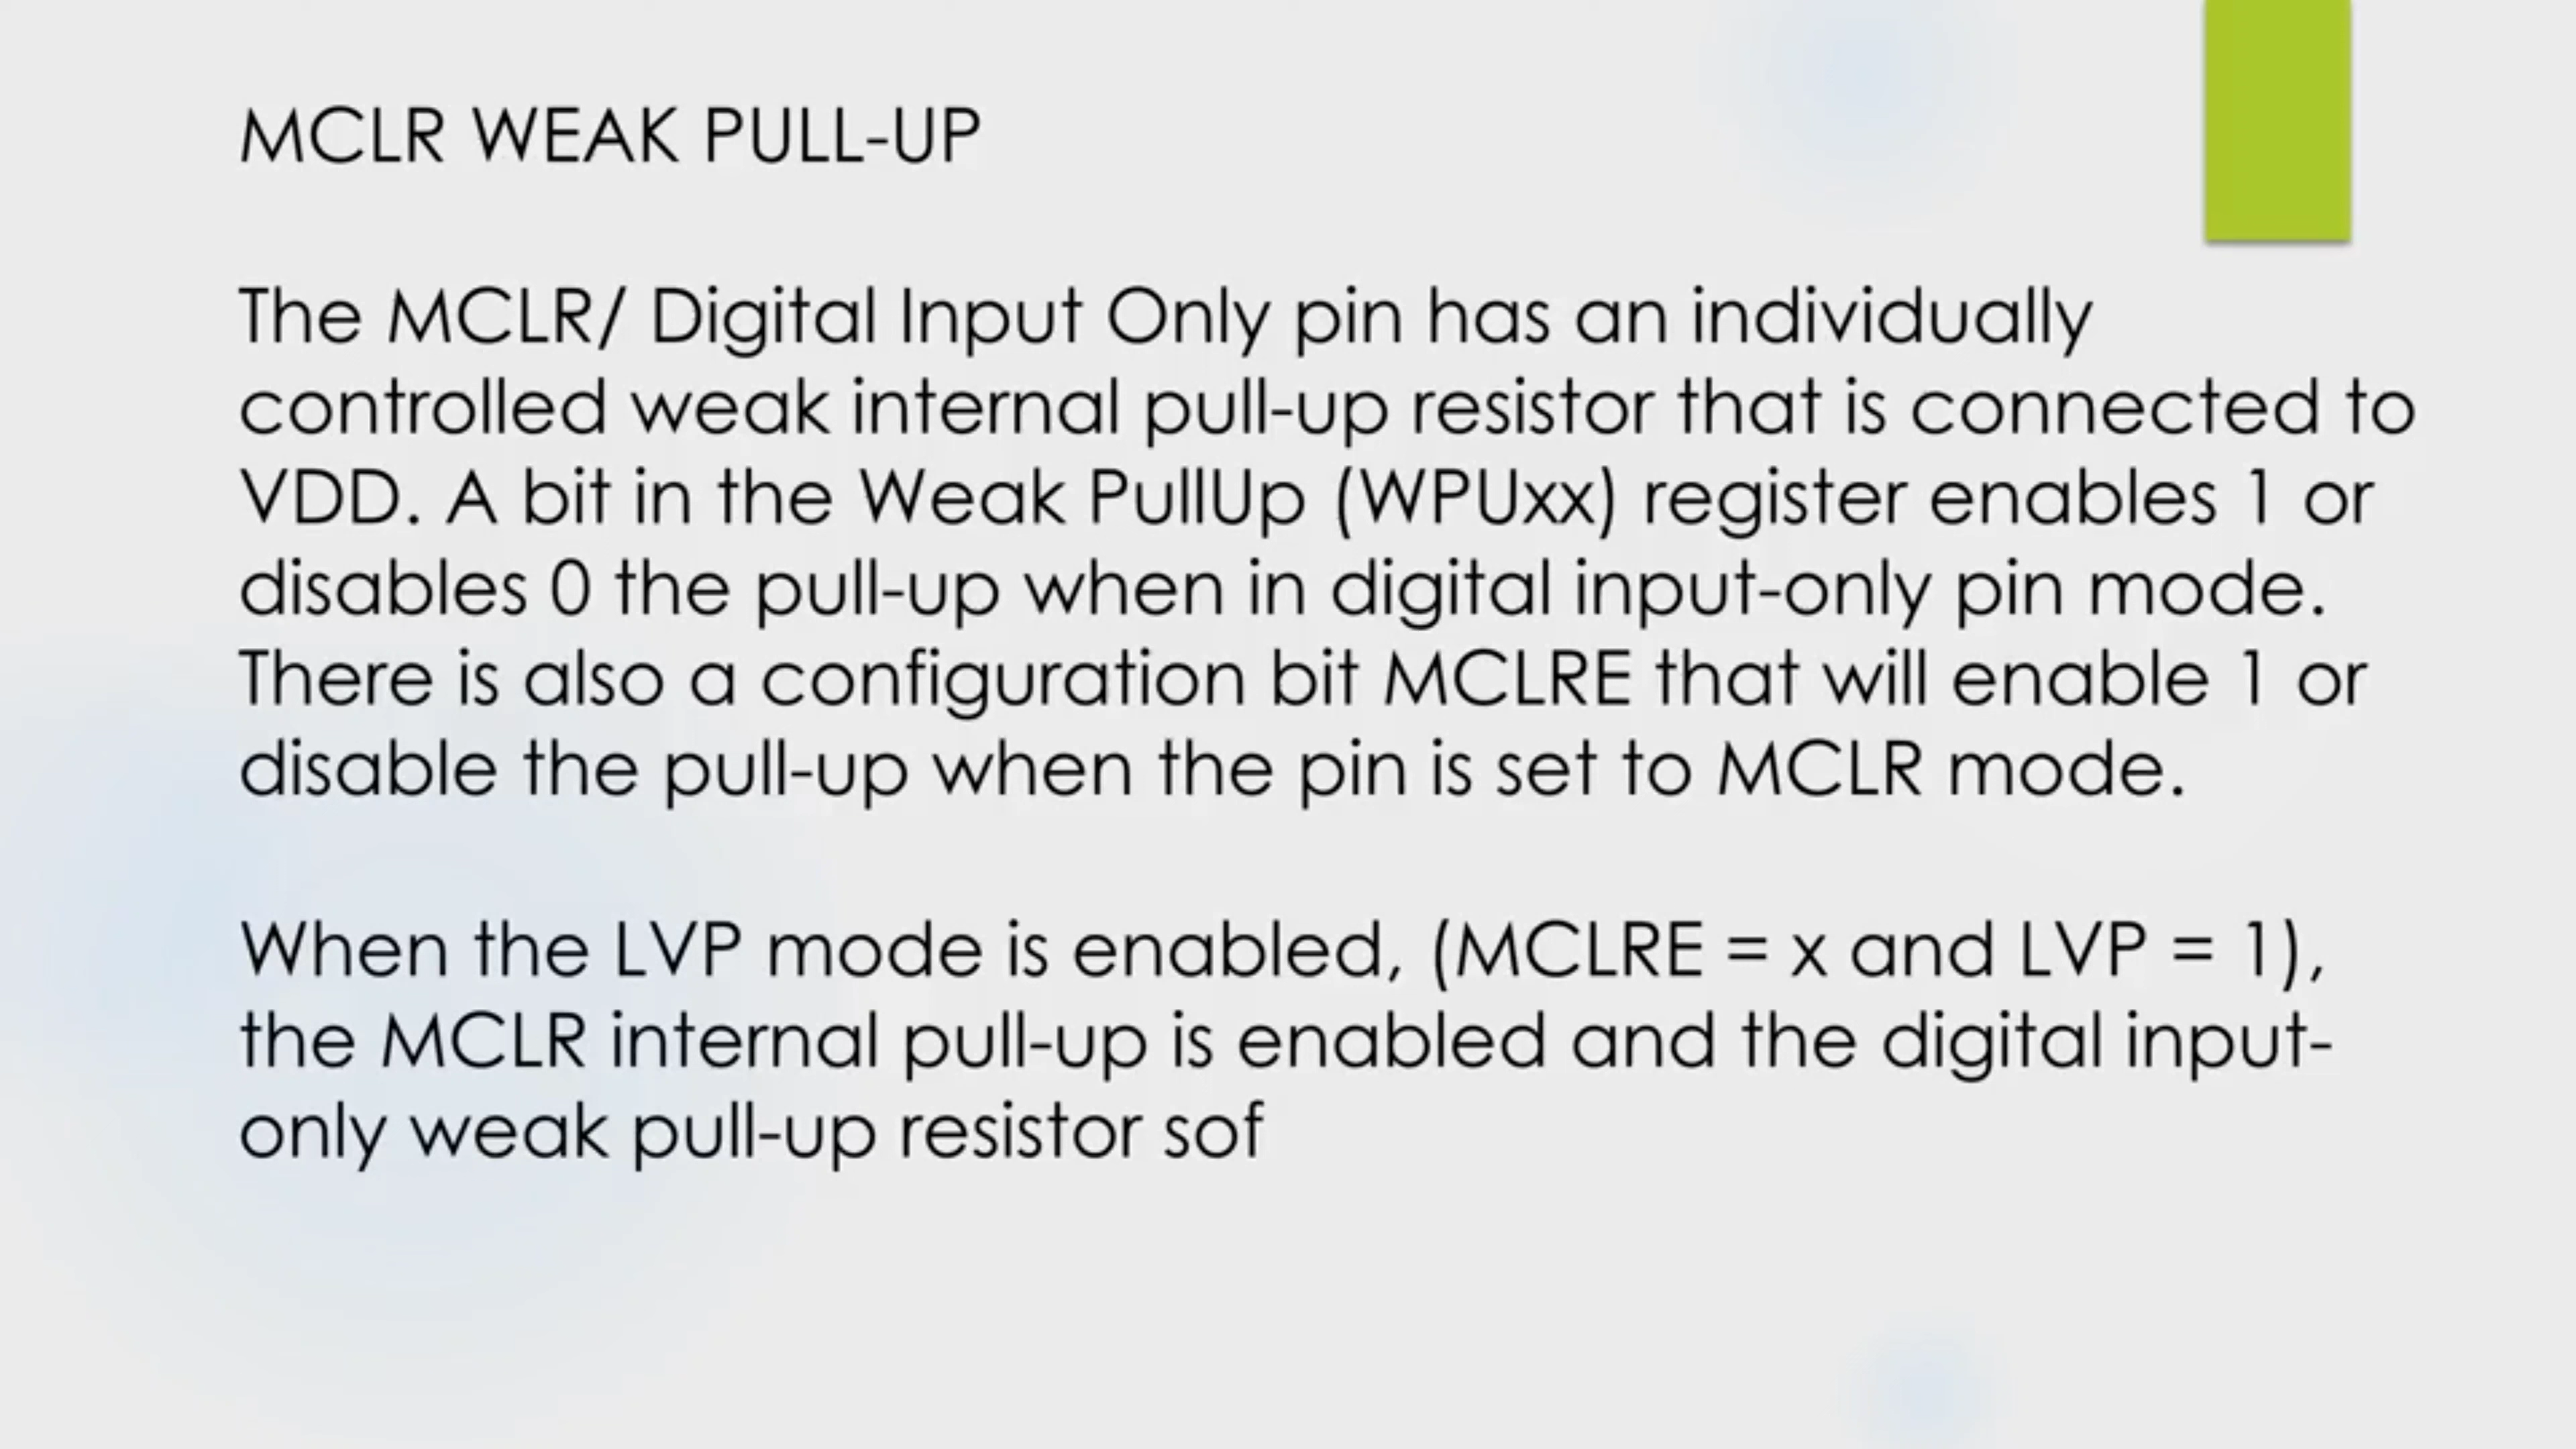 MCLR WEAK PULL-UP
The MCLR/ Digital Input Only pin has an individually
controlled weak internal pull-up resistor that is connected to
VDD. A bit in the Weak PullUp (WPUxx) register enables 1 or
disables 0 the pull-up when in digital input-only pin mode.
There is also a configuration bit MCLRE that will enable 1 or
disable the pull-up when the pin is set to MCLR mode.
When the LVP mode is enabled, (MCLRE = x and LVP = 1),
the MCLR internal pull-up is enabled and the digital input-
only weak pull-up resistor sof